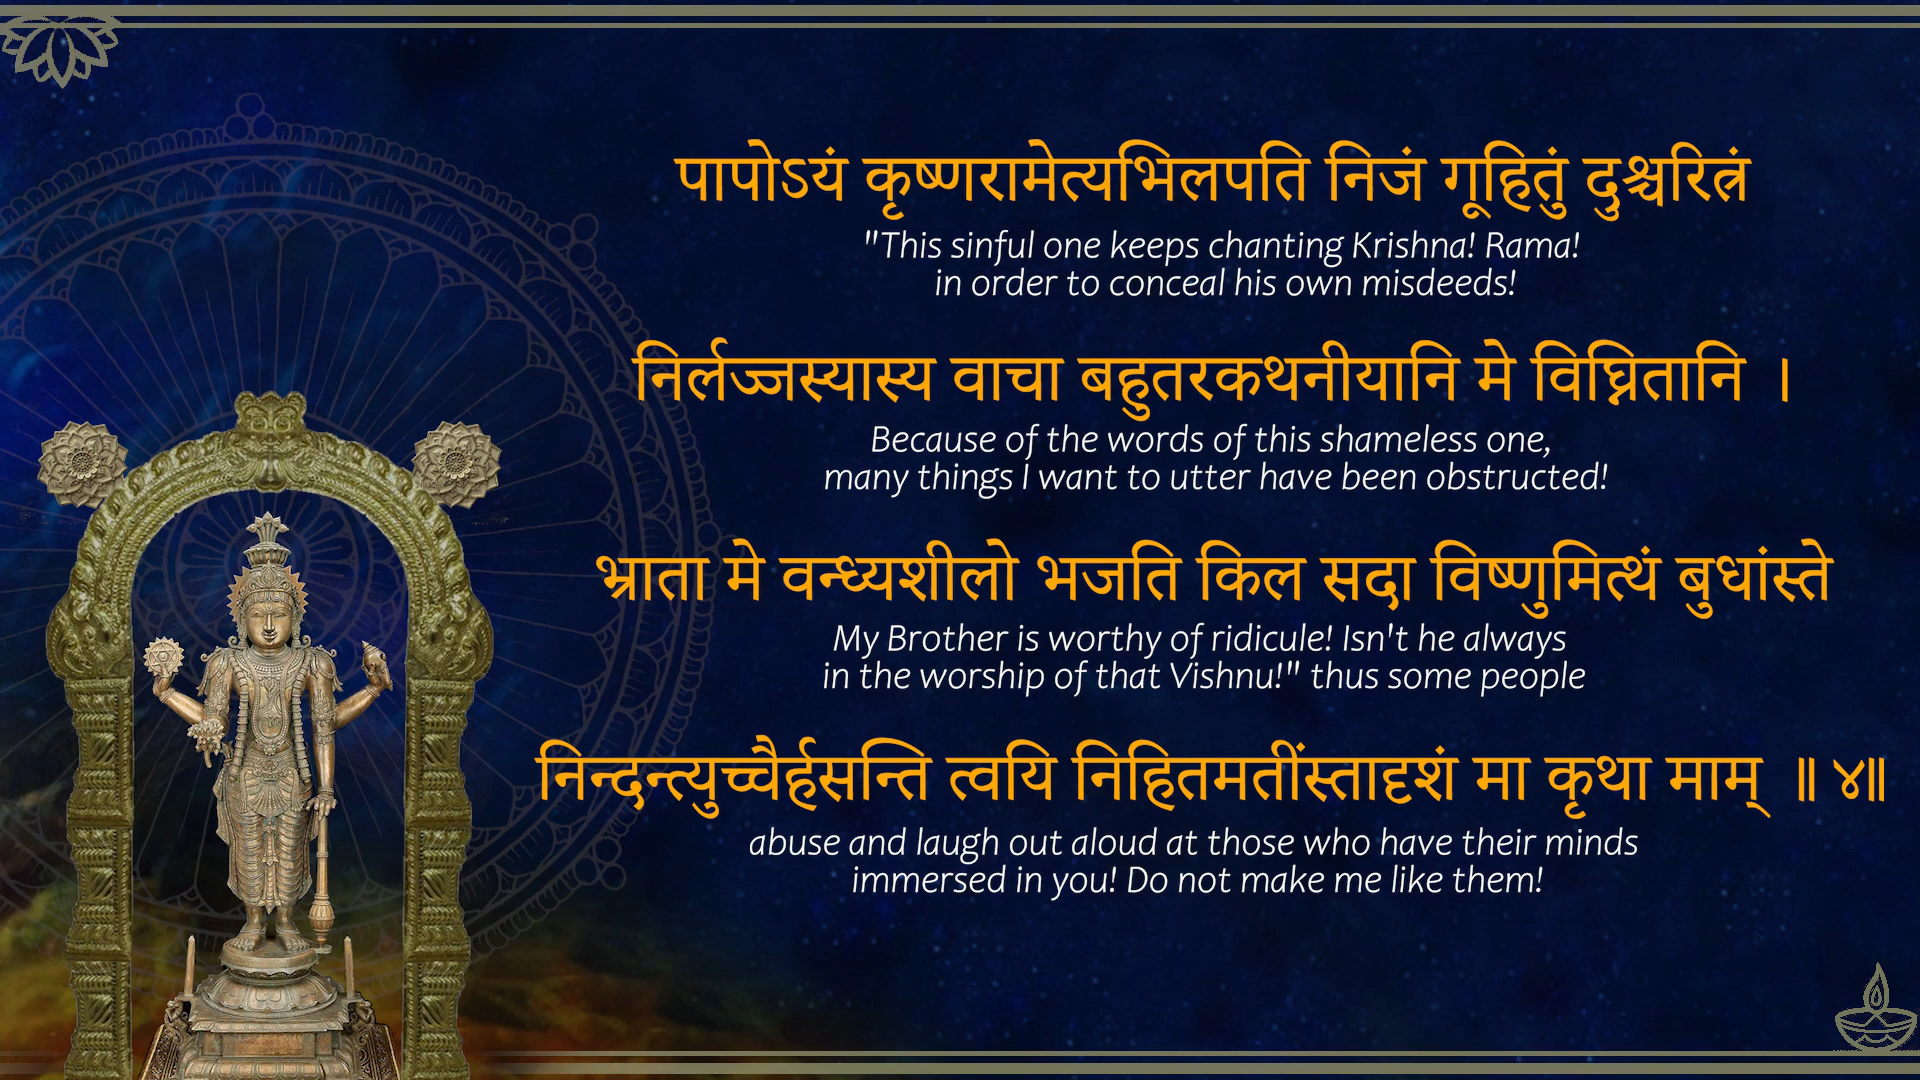 पापोऽयं कृष्णरामेत्यभिलपति निजं गूहितुं दुश्चरित्रं
"This sinful one keeps chanting Krishna! Rama!
in order to conceal his own misdeeds!
निर्लज्जस्यास्य वाचा बहुतरकथनीयानि मे विघ्नितानि ।
Because of the words of this shameless one,
many things I want to utter have been obstructed!
भ्राता मे वन्ध्यशीलो भजति किल सदा विष्णुमित्थं बुधांस्ते
My Brother is worthy of ridicule! Isn't he always
in the worship of that Vishnu!" thus some people
निन्दन्त्युच्चैर्हसन्ति त्वयि निहितमतींस्तादृशं मा कृथा माम् ॥ ४॥
abuse and laugh out aloud at those who have their minds
immersed in you! Do not make me like them!